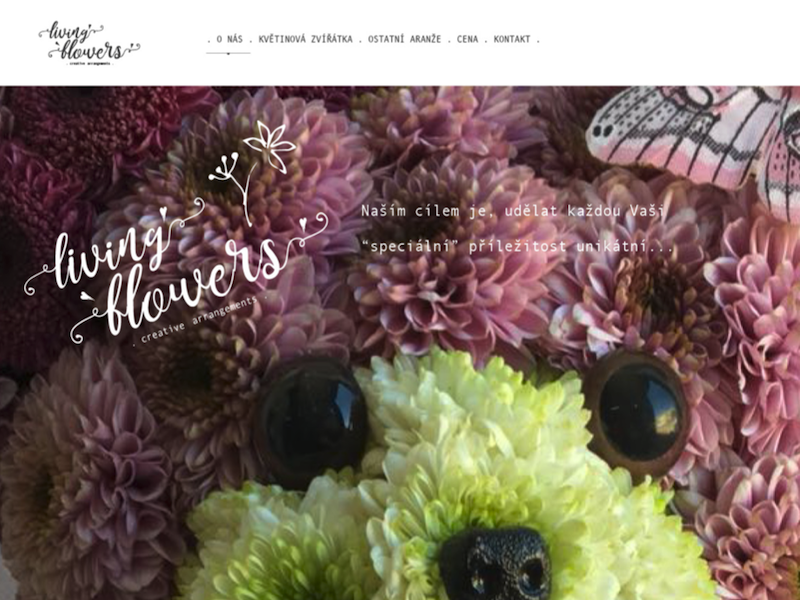 living
flowers
. creative arrangements .
. O NÁS . KVĚTINOVÁ ZVÍŘÁTKA . OSTATNÍ ARANŽE . CENA . KONTAKT .
living
flowers
. creative arrangements .
Naším cílem je, udělat každou Vaši
“speciální” příležitost unikátní...